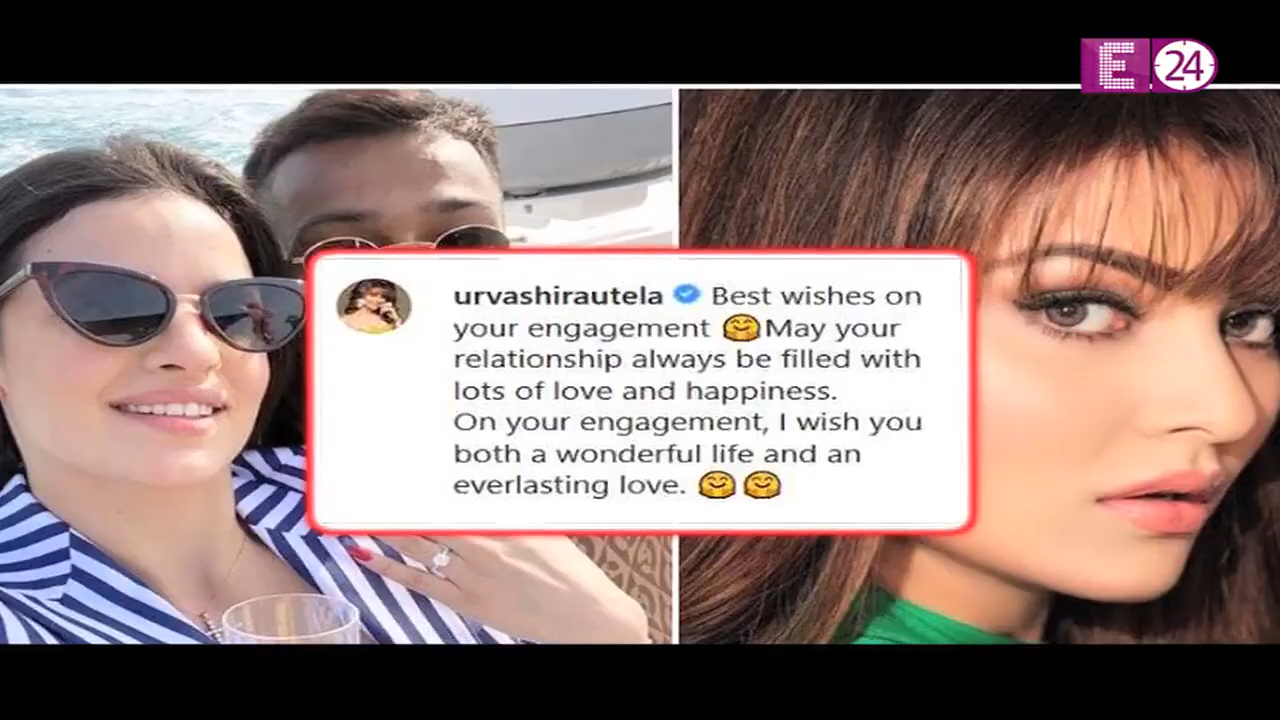 E 24
urvashirautela Best wishes on
your engagement 🤗May your
relationship always be filled with
lots of love and happiness.
On your engagement, I wish you
both a wonderful life and an
everlasting love. 🤗🤗